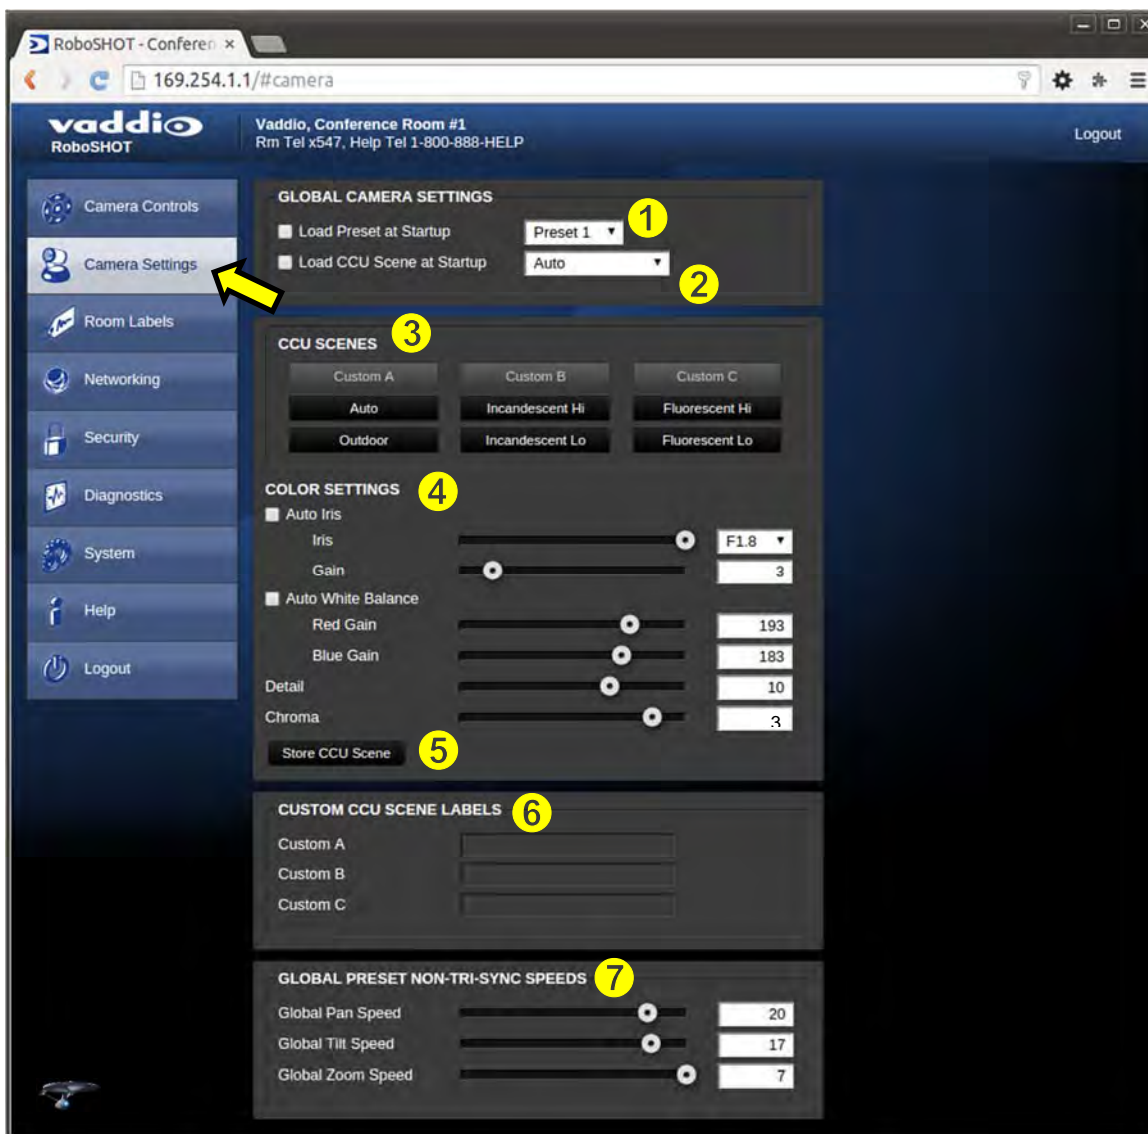 RoboSHOT - Conferen ×
169.254.1.1/#camera
vaddio
RoboSHOT
Vaddio, Conference Room #1
Rm Tel x547, Help Tel 1-800-888-HELP
Logout
Camera Controls
Camera Settings
Room Labels
Networking
Security
Diagnostics
System
Help
Logout
GLOBAL CAMERA SETTINGS
Load Preset at Startup Preset 1 1
Load CCU Scene at Startup Auto
2
CCU SCENES 3
Custom A Custom B Custom C
Auto Incandescent Hi Fluorescent Hi
Outdoor Incandescent Lo Fluorescent Lo
COLOR SETTINGS 4
Auto Iris
Iris F1.8
Gain 3
Auto White Balance
Red Gain 193
Blue Gain 183
Detail 10
Chroma 3
Store CCU Scene 5
CUSTOM CCU SCENE LABELS 6
Custom A
Custom B
Custom C
GLOBAL PRESET NON-TRI-SYNC SPEEDS 7
Global Pan Speed 20
Global Tilt Speed 17
Global Zoom Speed 7